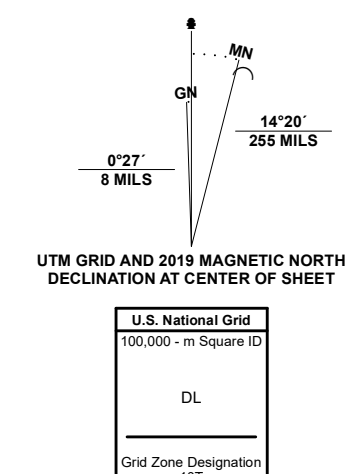 MN
GN
14°20´
255 MILS
0°27´
8 MILS
UTM GRID AND 2019 MAGNETIC NORTH
DECLINATION AT CENTER OF SHEET
U.S. National Grid
100,000 - m Square ID
DL
Grid Zone Designation